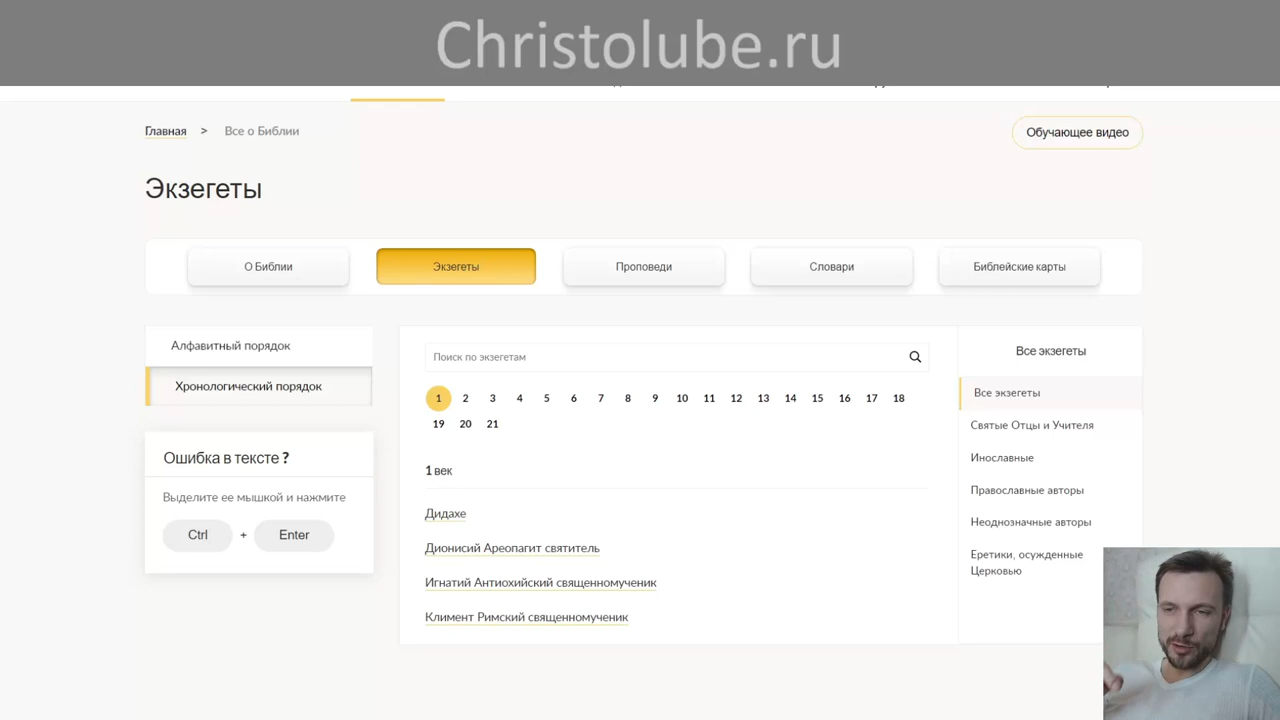 Christolube.ru
Главная > Все о Библии
Обучающее видео
Экзегеты
О Библии
Экзегеты
Проповеди
Словари
Библейские карты
Алфавитный порядок
Хронологический порядок
Ошибка в тексте ?
Выделите ее мышкой и нажмите
Ctrl + Enter
Поиск по экзегетам
1 2 3 4 5 6 7 8 9 10 11 12 13 14 15 16 17 18
19 20 21
1 век
Дидахе
Дионисий Ареопагит святитель
Игнатий Антиохийский священномученик
Климент Римский священномученик
Все экзегеты
Все экзегеты
Святые Отцы и Учителя
Инославные
Православные авторы
Неоднозначные авторы
Еретики, осужденные
Церковью